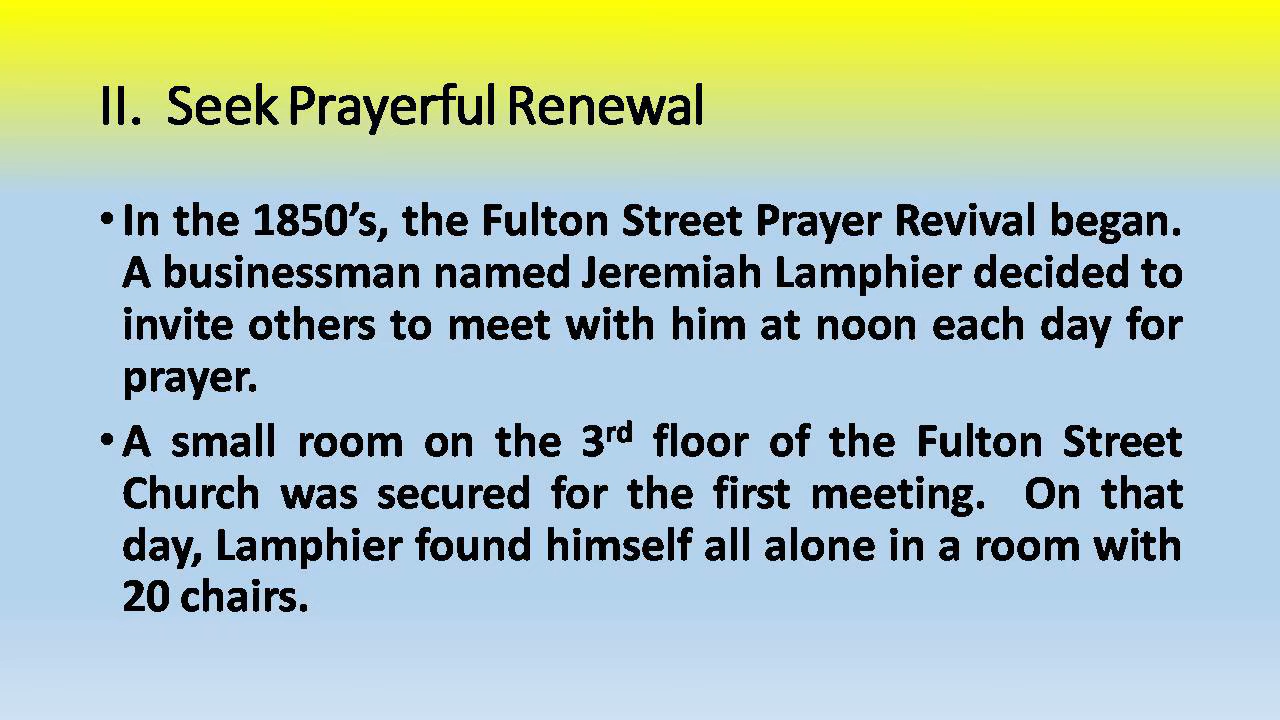 II. Seek Prayerful Renewal
• In the 1850’s, the Fulton Street Prayer Revival began.
A businessman named Jeremiah Lamphier decided to
invite others to meet with him at noon each day for
prayer.
• A small room on the 3rd floor of the Fulton Street
Church was secured for the first meeting. On that
day, Lamphier found himself all alone in a room with
20 chairs.